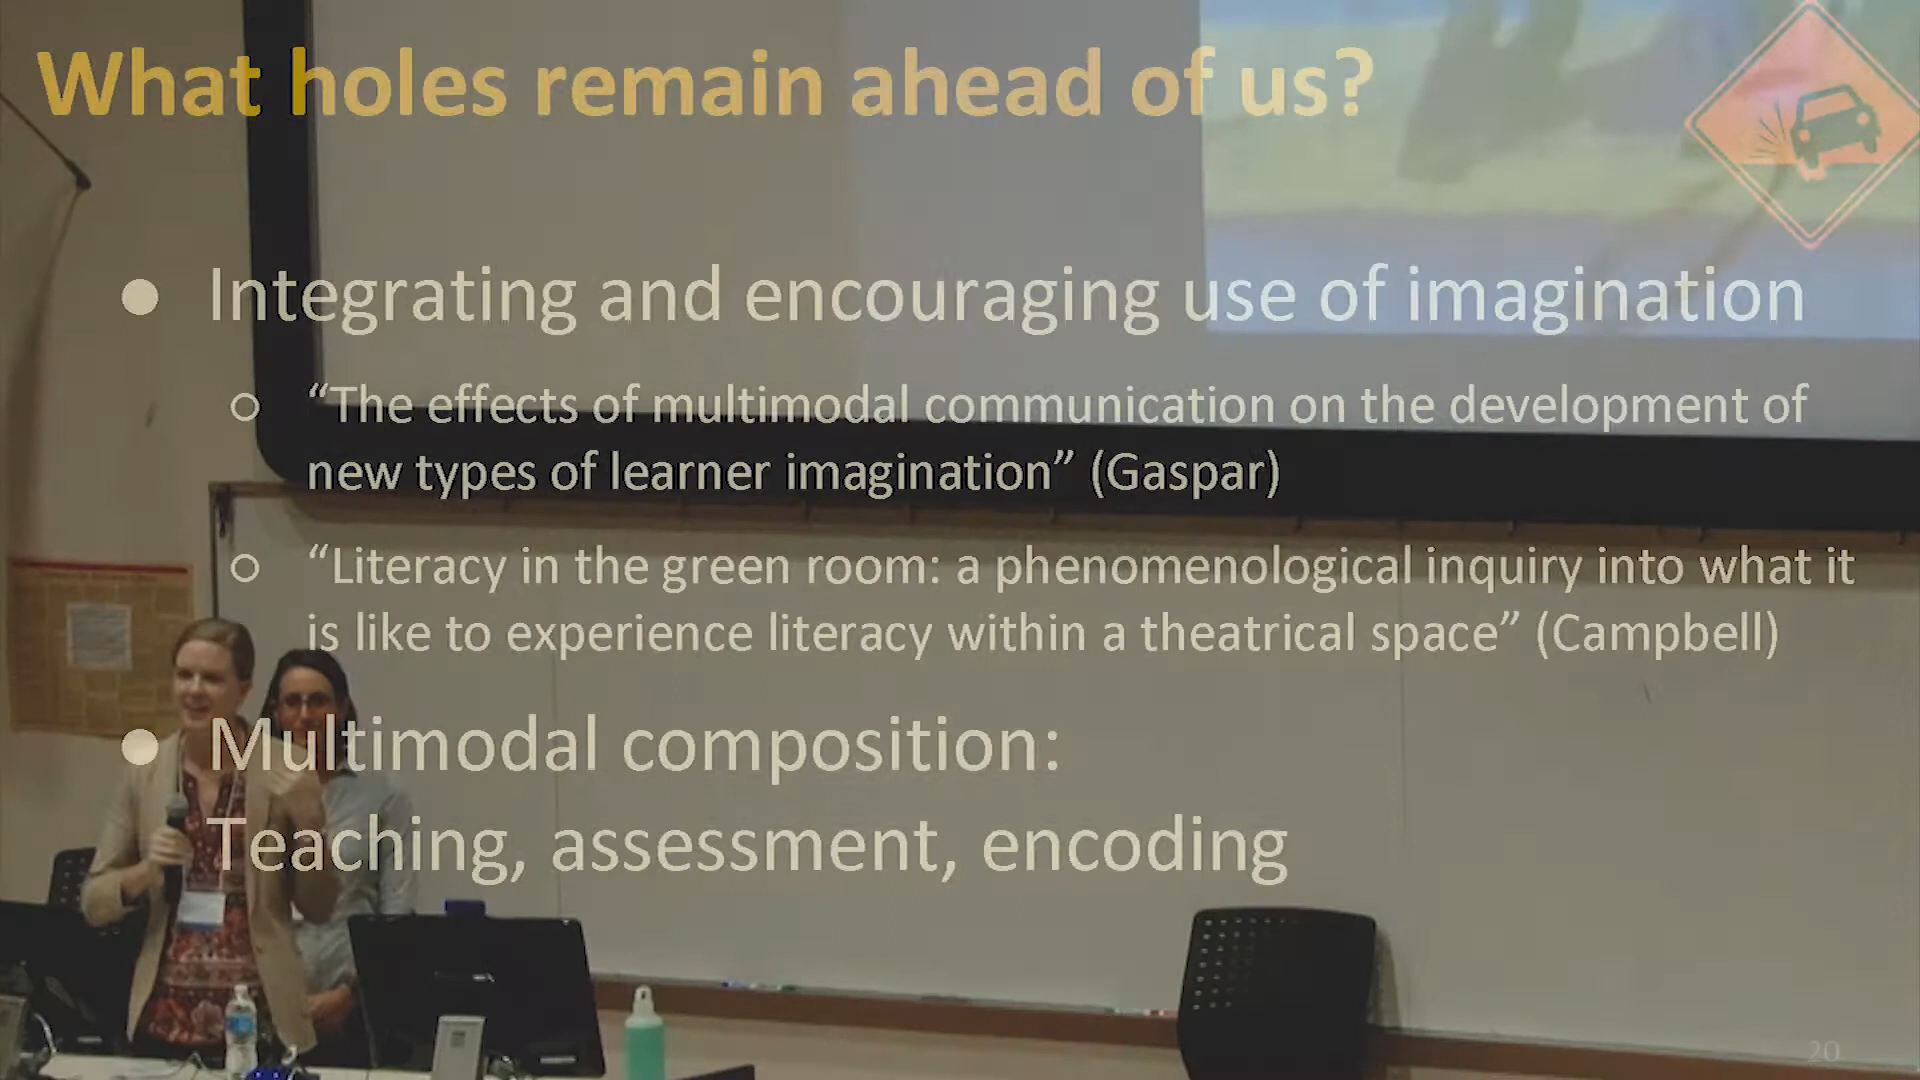 What holes remain ahead of us?
● Integrating and encouraging use of imagination
○ “The effects of multimodal communication on the development of
new types of learner imagination” (Gaspar)
○ “Literacy in the green room: a phenomenological inquiry into what it
is like to experience literacy within a theatrical space” (Campbell)
● Multimodal composition:
Teaching, assessment, encoding
20